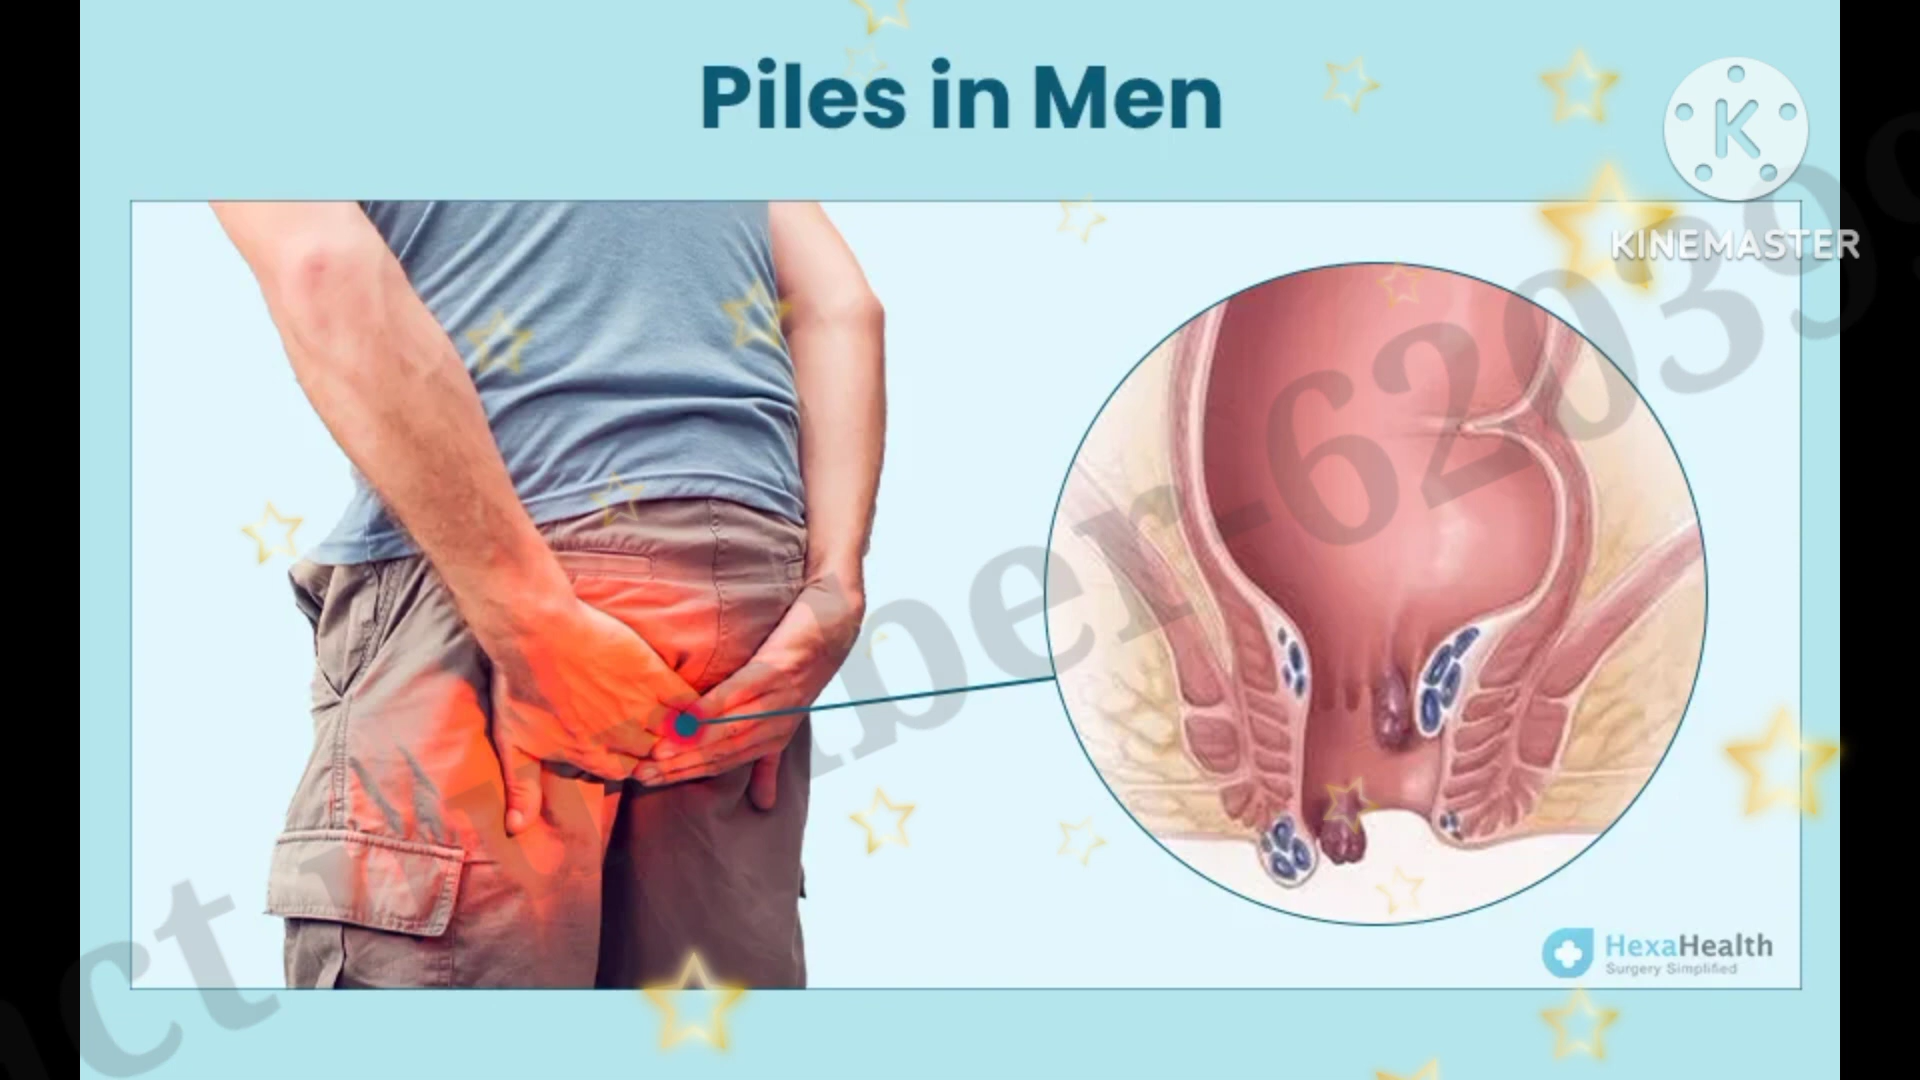 Piles in Men
K
KINEMASTER
HexaHealth
Surgery Simplified